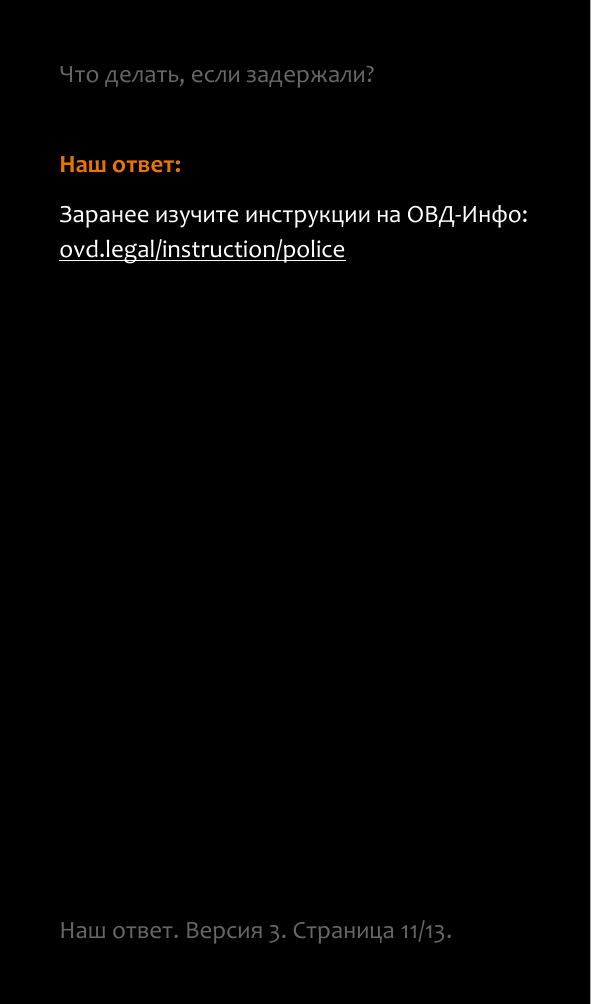 Что делать, если задержали?
Наш ответ:
Заранее изучите инструкции на ОВД-Инфо:
ovd.legal/instruction/police
Наш ответ. Версия 3. Страница 11/13.